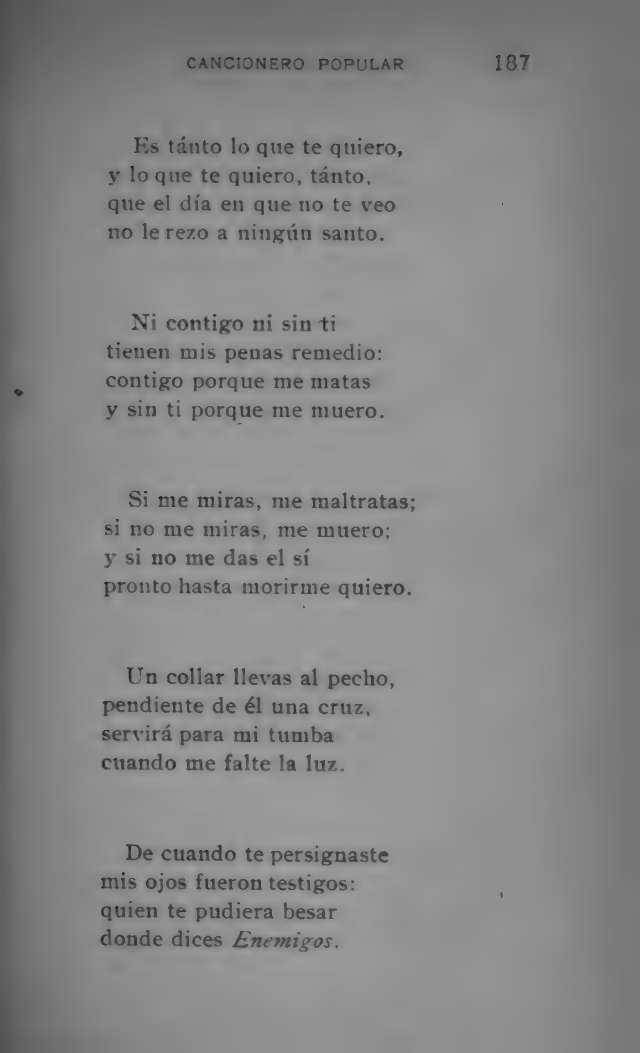 CANCIONERO POPULAR 187
Es tánto lo que te quiero,
y lo que te quiero, tánto,
que el día en que no te veo
no le rezo a ningún santo.
Ni contigo ni sin ti
tienen mis penas remedio:
contigo porque me matas
y sin ti porque me muero.
Si me miras, me maltratas;
si no me miras, me muero;
y si no me das el sí
pronto hasta morirme quiero.
Un collar llevas al pecho,
pendiente de él una cruz,
servirá para mi tumba
cuando me falte la luz.
De cuando te persignaste
mis ojos fueron testigos:
quien te pudiera besar
donde dices Enemigos.